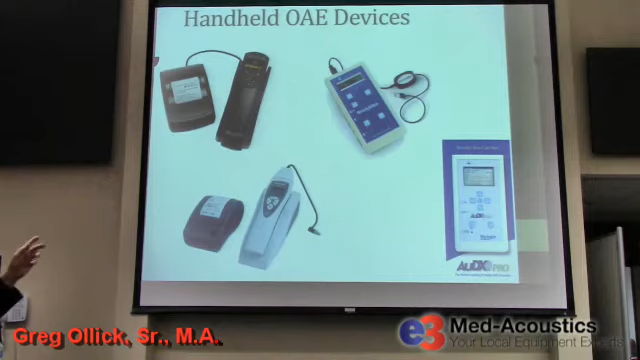 Handheld OAE Devices
AUDX PRO
Greg Ollick, Sr., M.A.
e3 Med-Acoustics
Your Local Equipment Experts